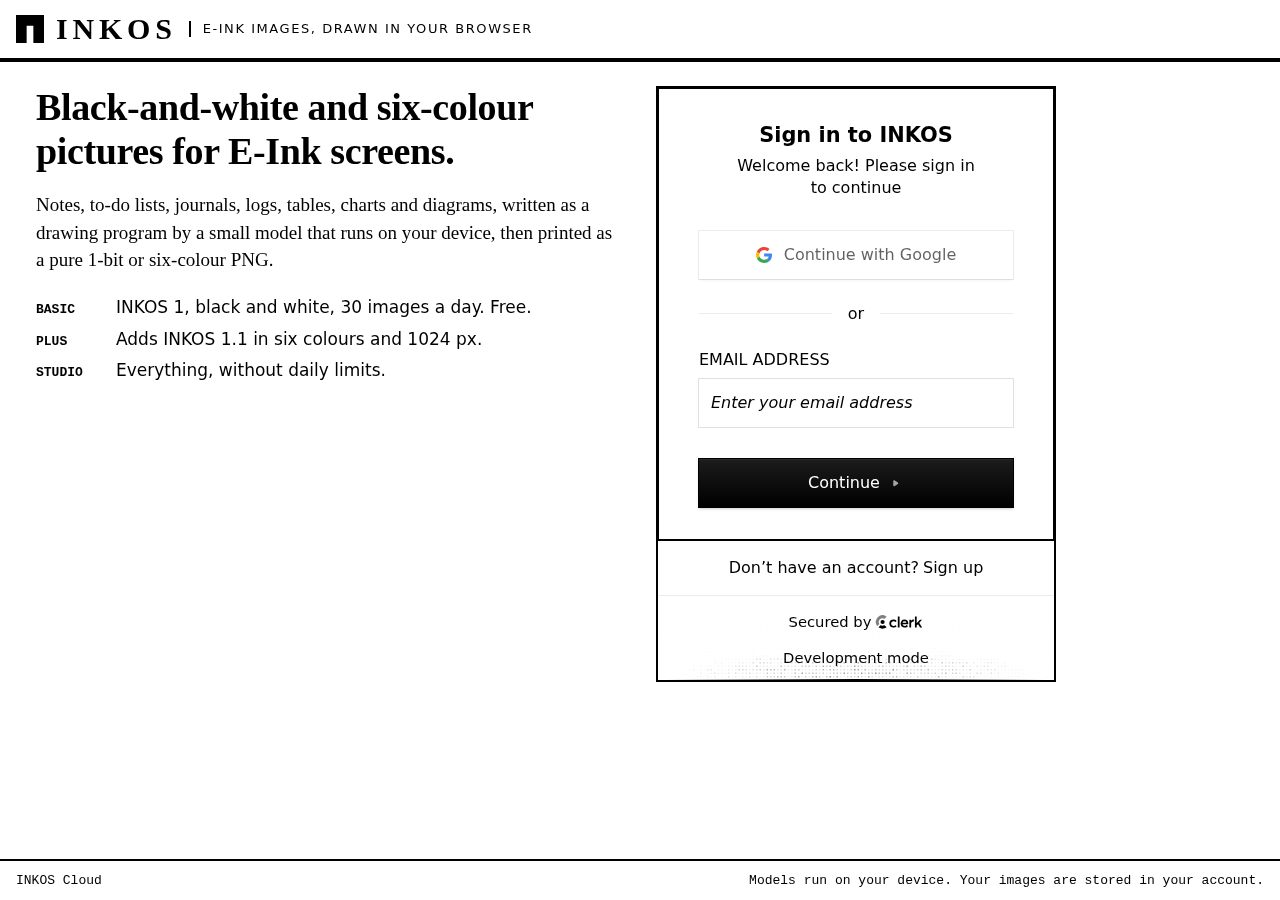 INKOS
E-INK IMAGES, DRAWN IN YOUR BROWSER
Black-and-white and six-colour
pictures for E-Ink screens.
Notes, to-do lists, journals, logs, tables, charts and diagrams, written as a
drawing program by a small model that runs on your device, then printed as
a pure 1-bit or six-colour PNG.
BASIC INKOS 1, black and white, 30 images a day. Free.
PLUS Adds INKOS 1.1 in six colours and 1024 px.
STUDIO Everything, without daily limits.
Sign in to INKOS
Welcome back! Please sign in
to continue
Continue with Google
or
EMAIL ADDRESS
Enter your email address
Continue
Don’t have an account? Sign up
Secured by clerk
Development mode
INKOS Cloud
Models run on your device. Your images are stored in your account.